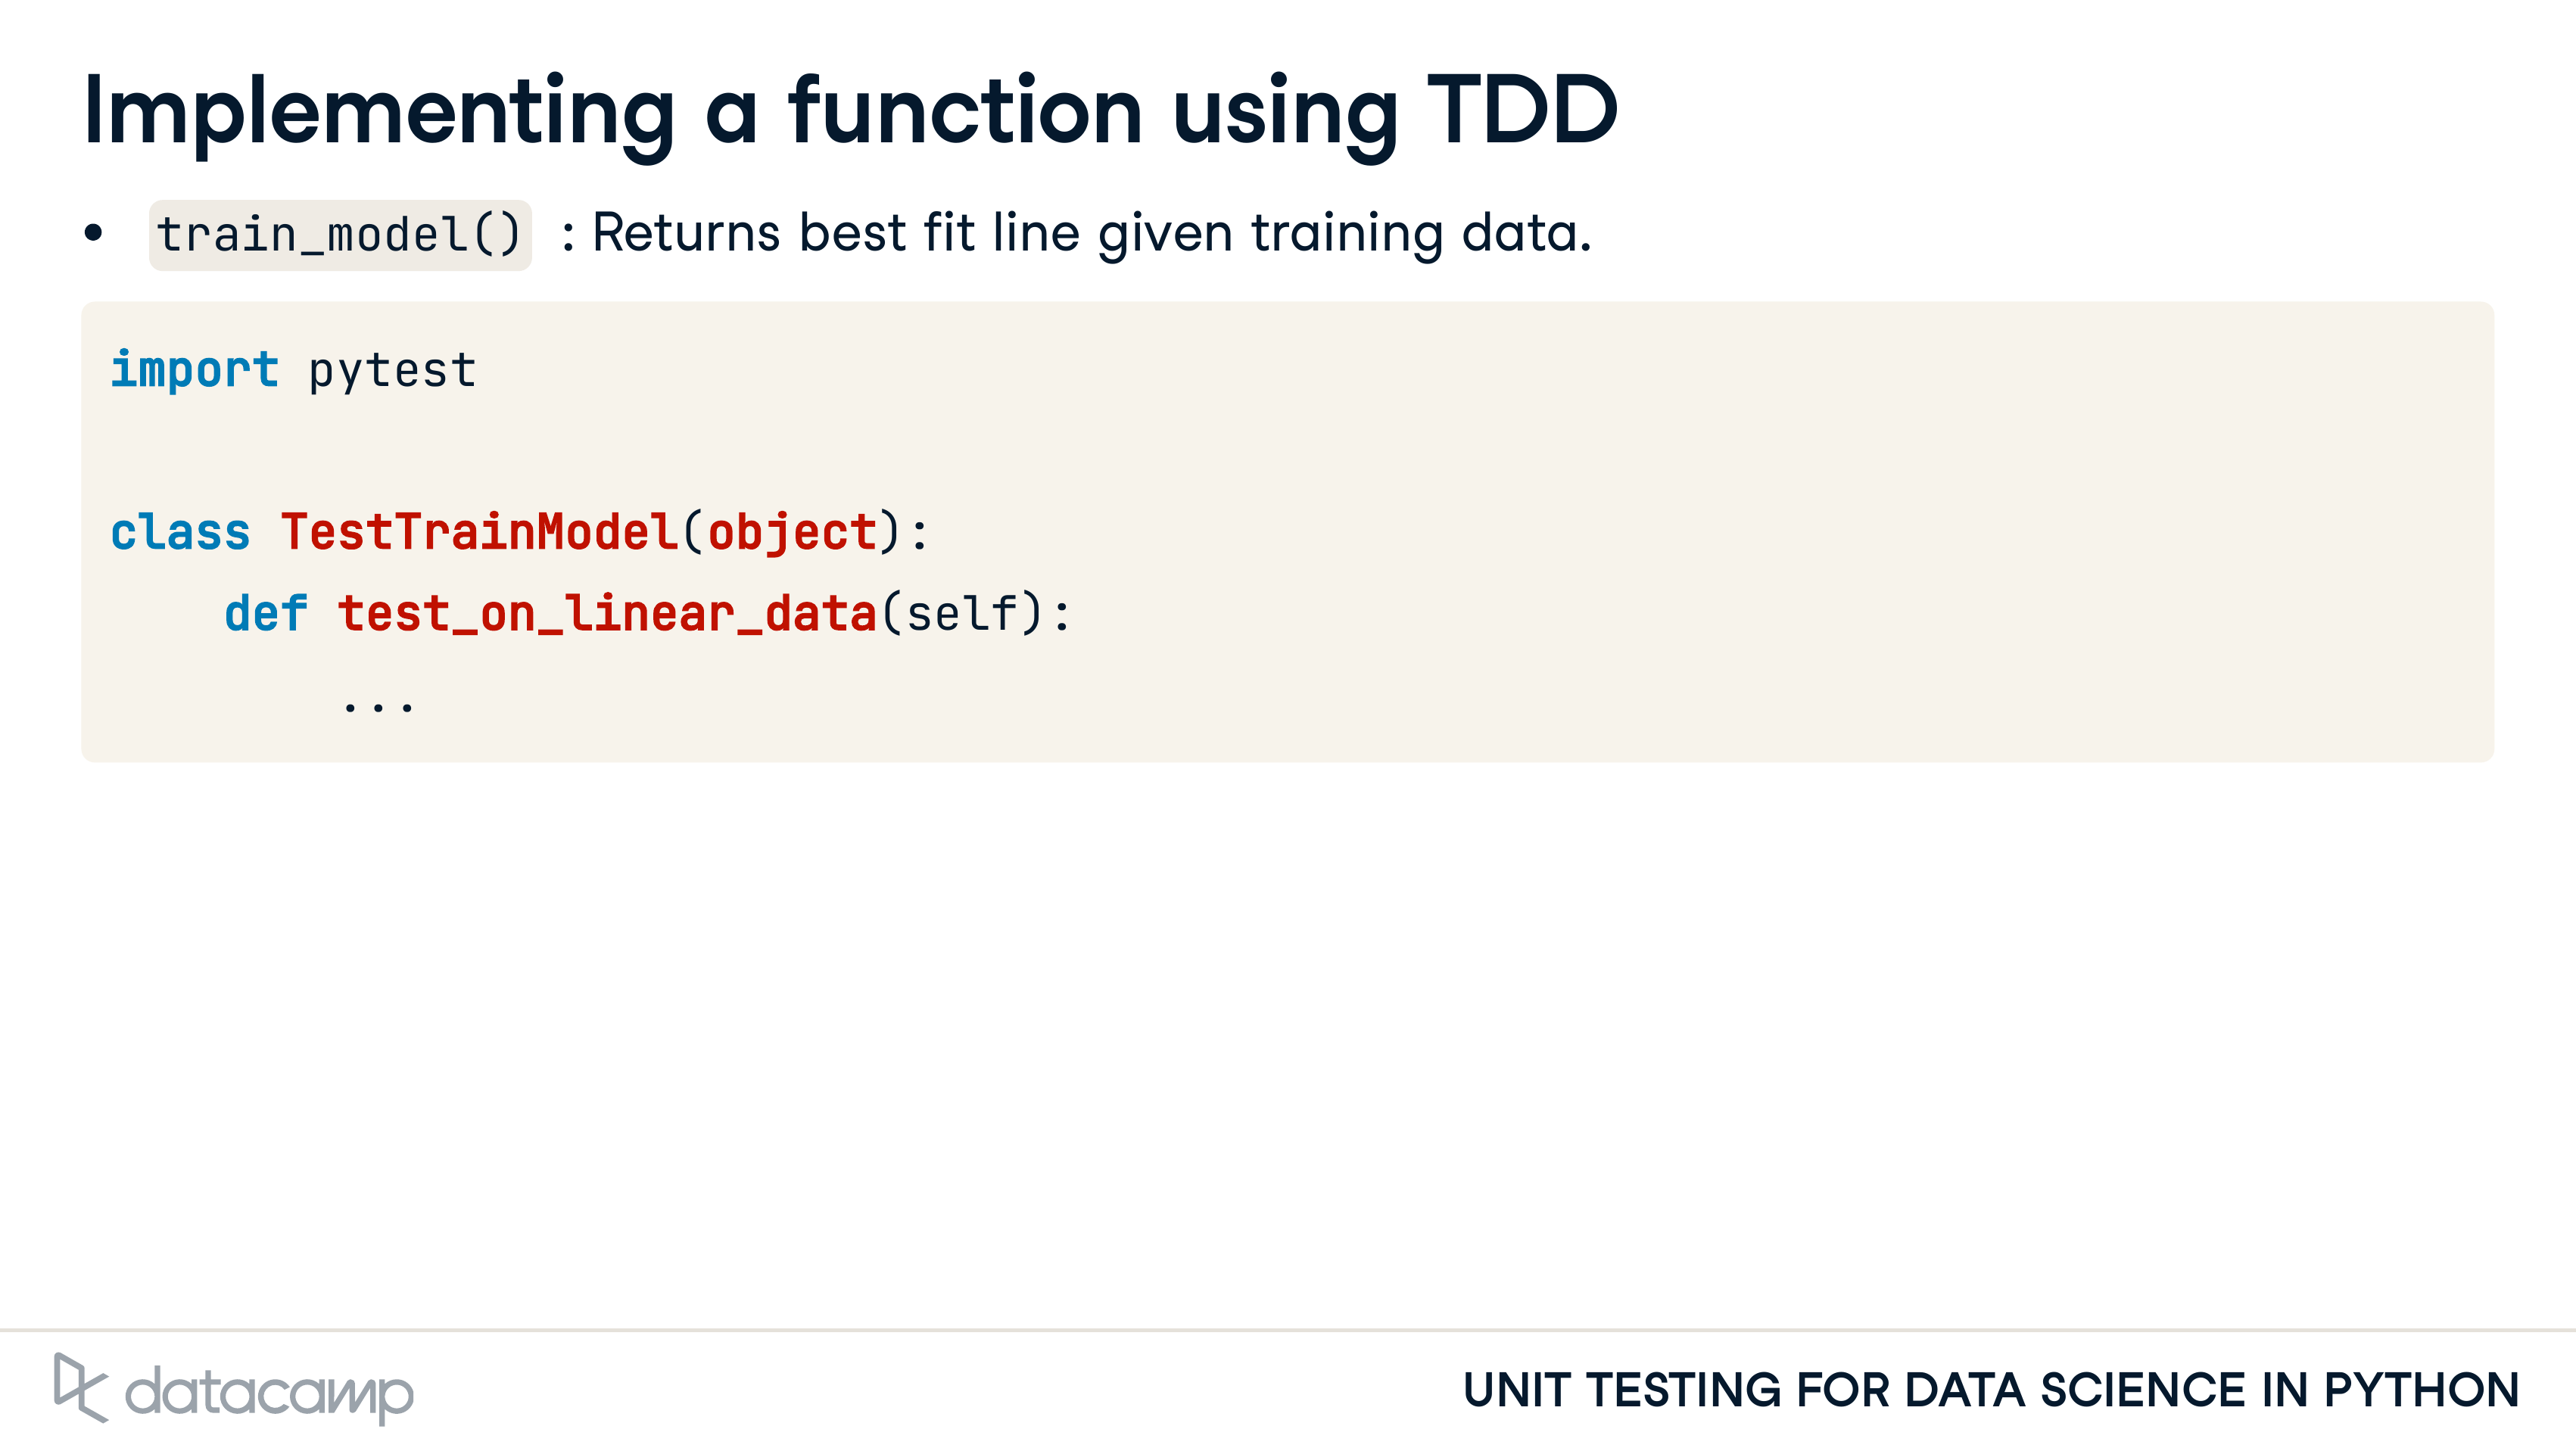 Implementing a function using TDD
• train_model() : Returns best fit line given training data.
import pytest
class TestTrainModel(object):
    def test_on_linear_data(self):
        ...
datacamp
UNIT TESTING FOR DATA SCIENCE IN PYTHON